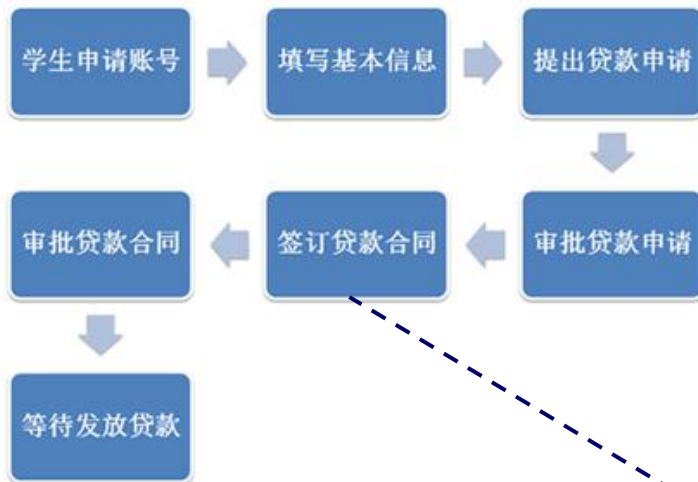 学生申请账号
填写基本信息
提出贷款申请
审批贷款申请
签订贷款合同
审批贷款合同
等待发放贷款